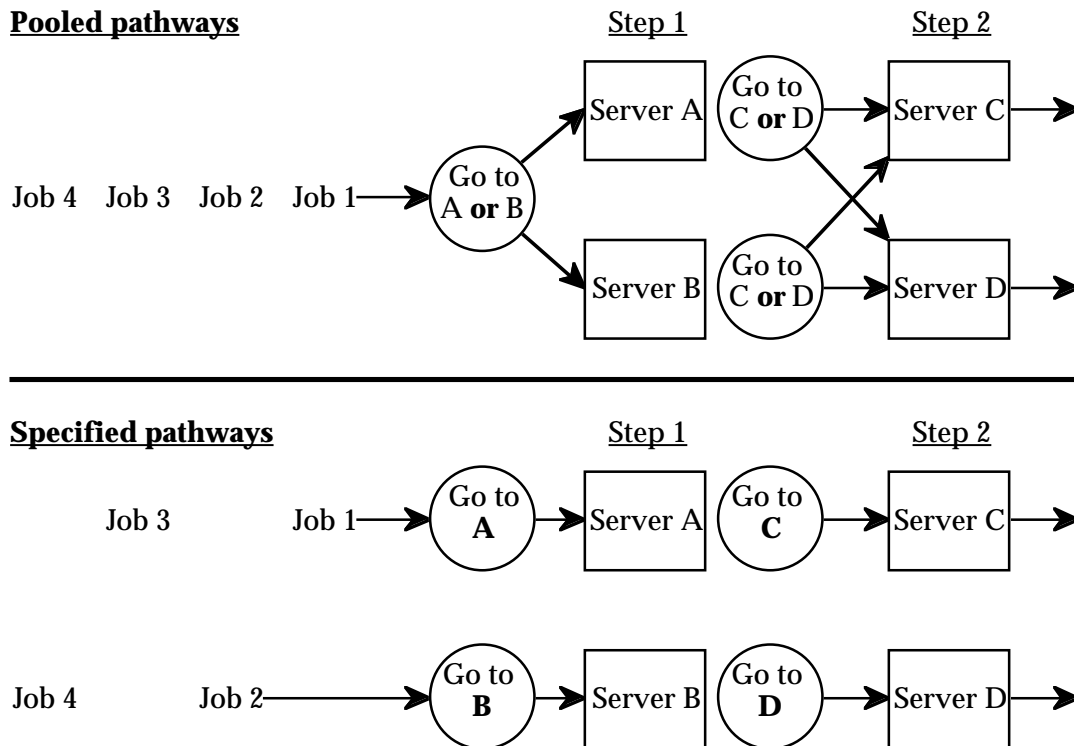 Pooled pathways
Step 1
Step 2
Go to
C or D
Server A
Server C
Job 4
Job 3
Job 2
Job 1
Go to
A or B
Server B
Go to
C or D
Server D
Specified pathways
Step 1
Step 2
Job 3
Job 1
Go to
A
Server A
Go to
C
Server C
Job 4
Job 2
Go to
B
Server B
Go to
D
Server D